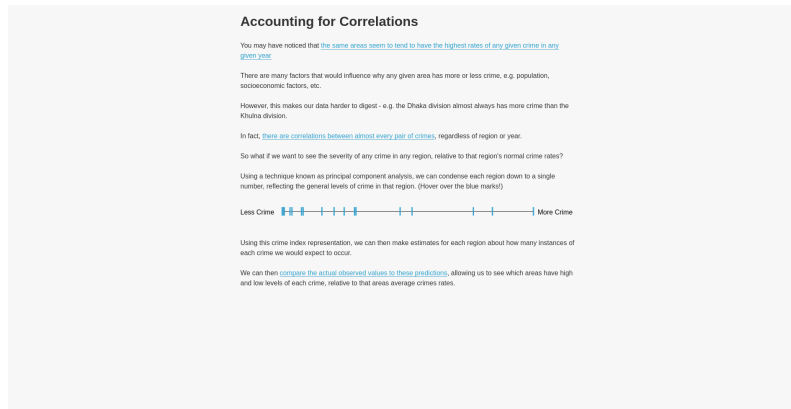 Accounting for Correlations
You may have noticed that the same areas seem to tend to have the highest rates of any given crime in any
given year
There are many factors that would influence why any given area has more or less crime, e.g. population,
socioeconomic factors, etc.
However, this makes our data harder to digest - e.g. the Dhaka division almost always has more crime than the
Khulna division.
In fact, there are correlations between almost every pair of crimes, regardless of region or year.
So what if we want to see the severity of any crime in any region, relative to that region's normal crime rates?
Using a technique known as principal component analysis, we can condense each region down to a single
number, reflecting the general levels of crime in that region. (Hover over the blue marks!)
Less Crime More Crime
Using this crime index representation, we can then make estimates for each region about how many instances of
each crime we would expect to occur.
We can then compare the actual observed values to these predictions, allowing us to see which areas have high
and low levels of each crime, relative to that areas average crimes rates.